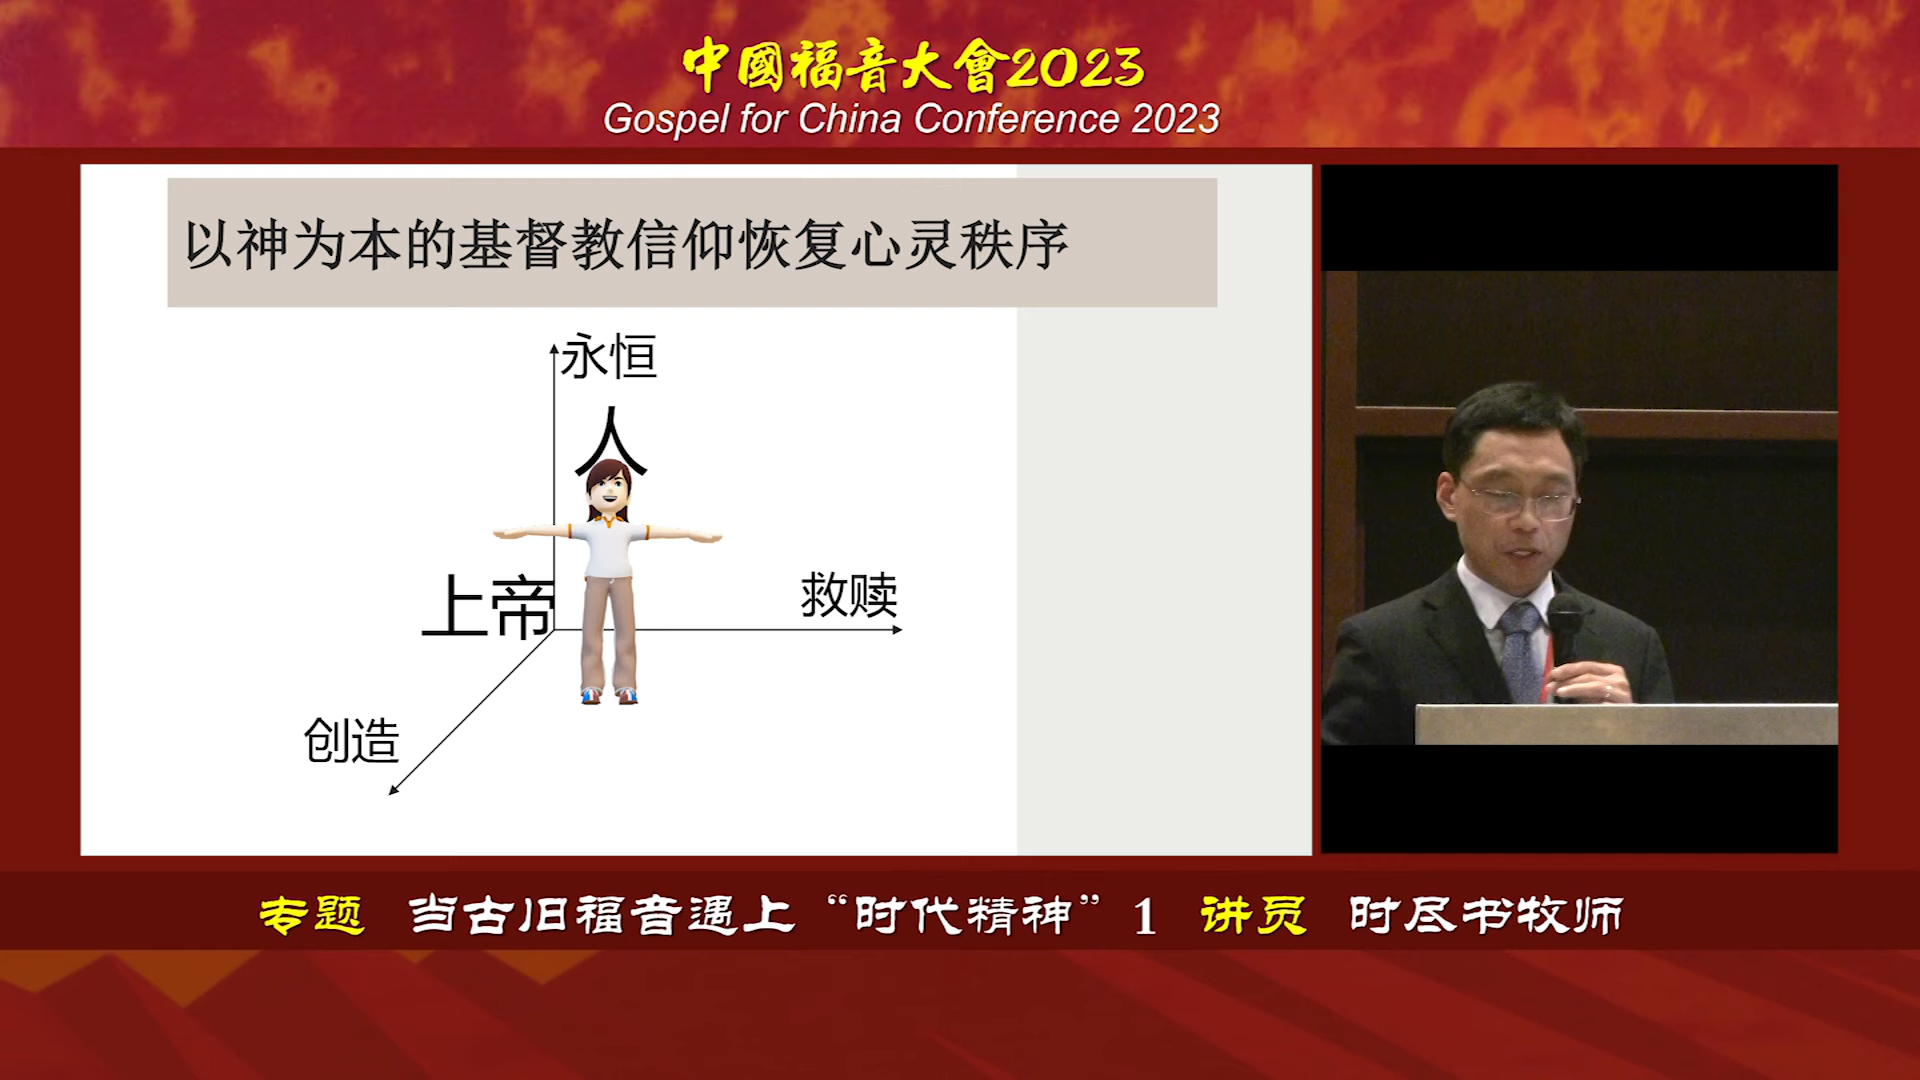 中國福音大會2023
Gospel for China Conference 2023
以神为本的基督教信仰恢复心灵秩序
永恒
人
上帝
救赎
创造
专题 当古旧福音遇上“时代精神”1 讲员 时尽书牧师